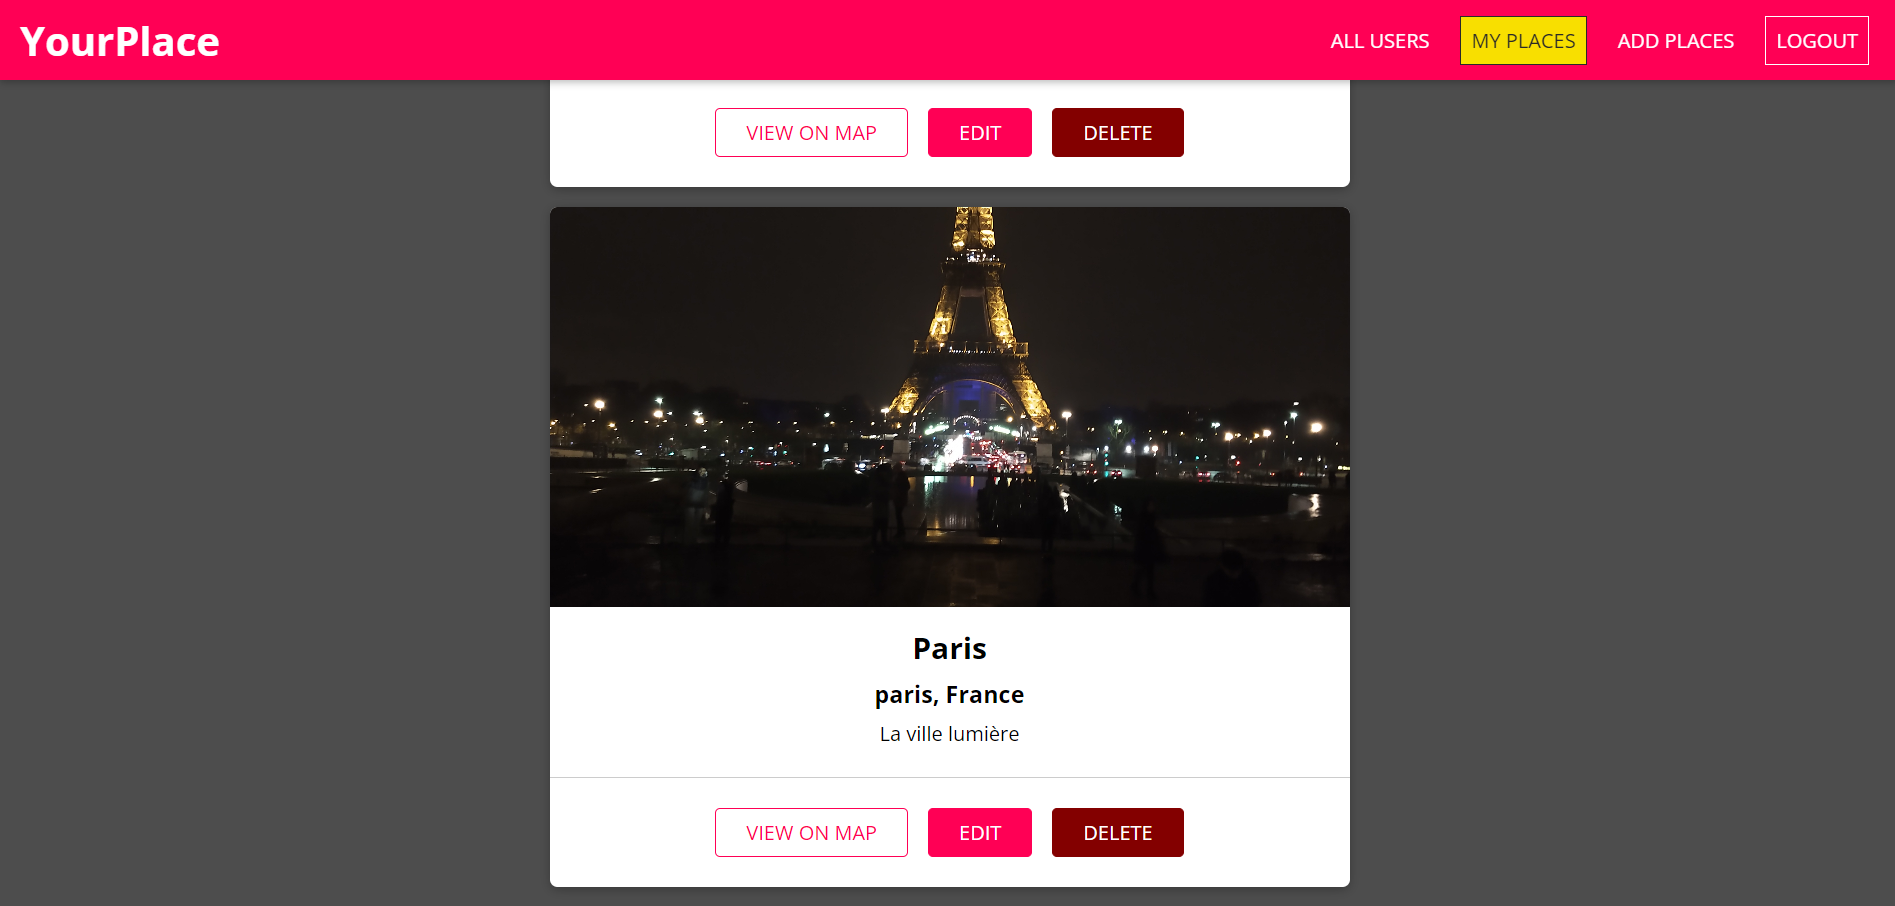 YourPlace
ALL USERS
MY PLACES
ADD PLACES
LOGOUT
VIEW ON MAP
EDIT
DELETE
Paris
paris, France
La ville lumière
VIEW ON MAP
EDIT
DELETE